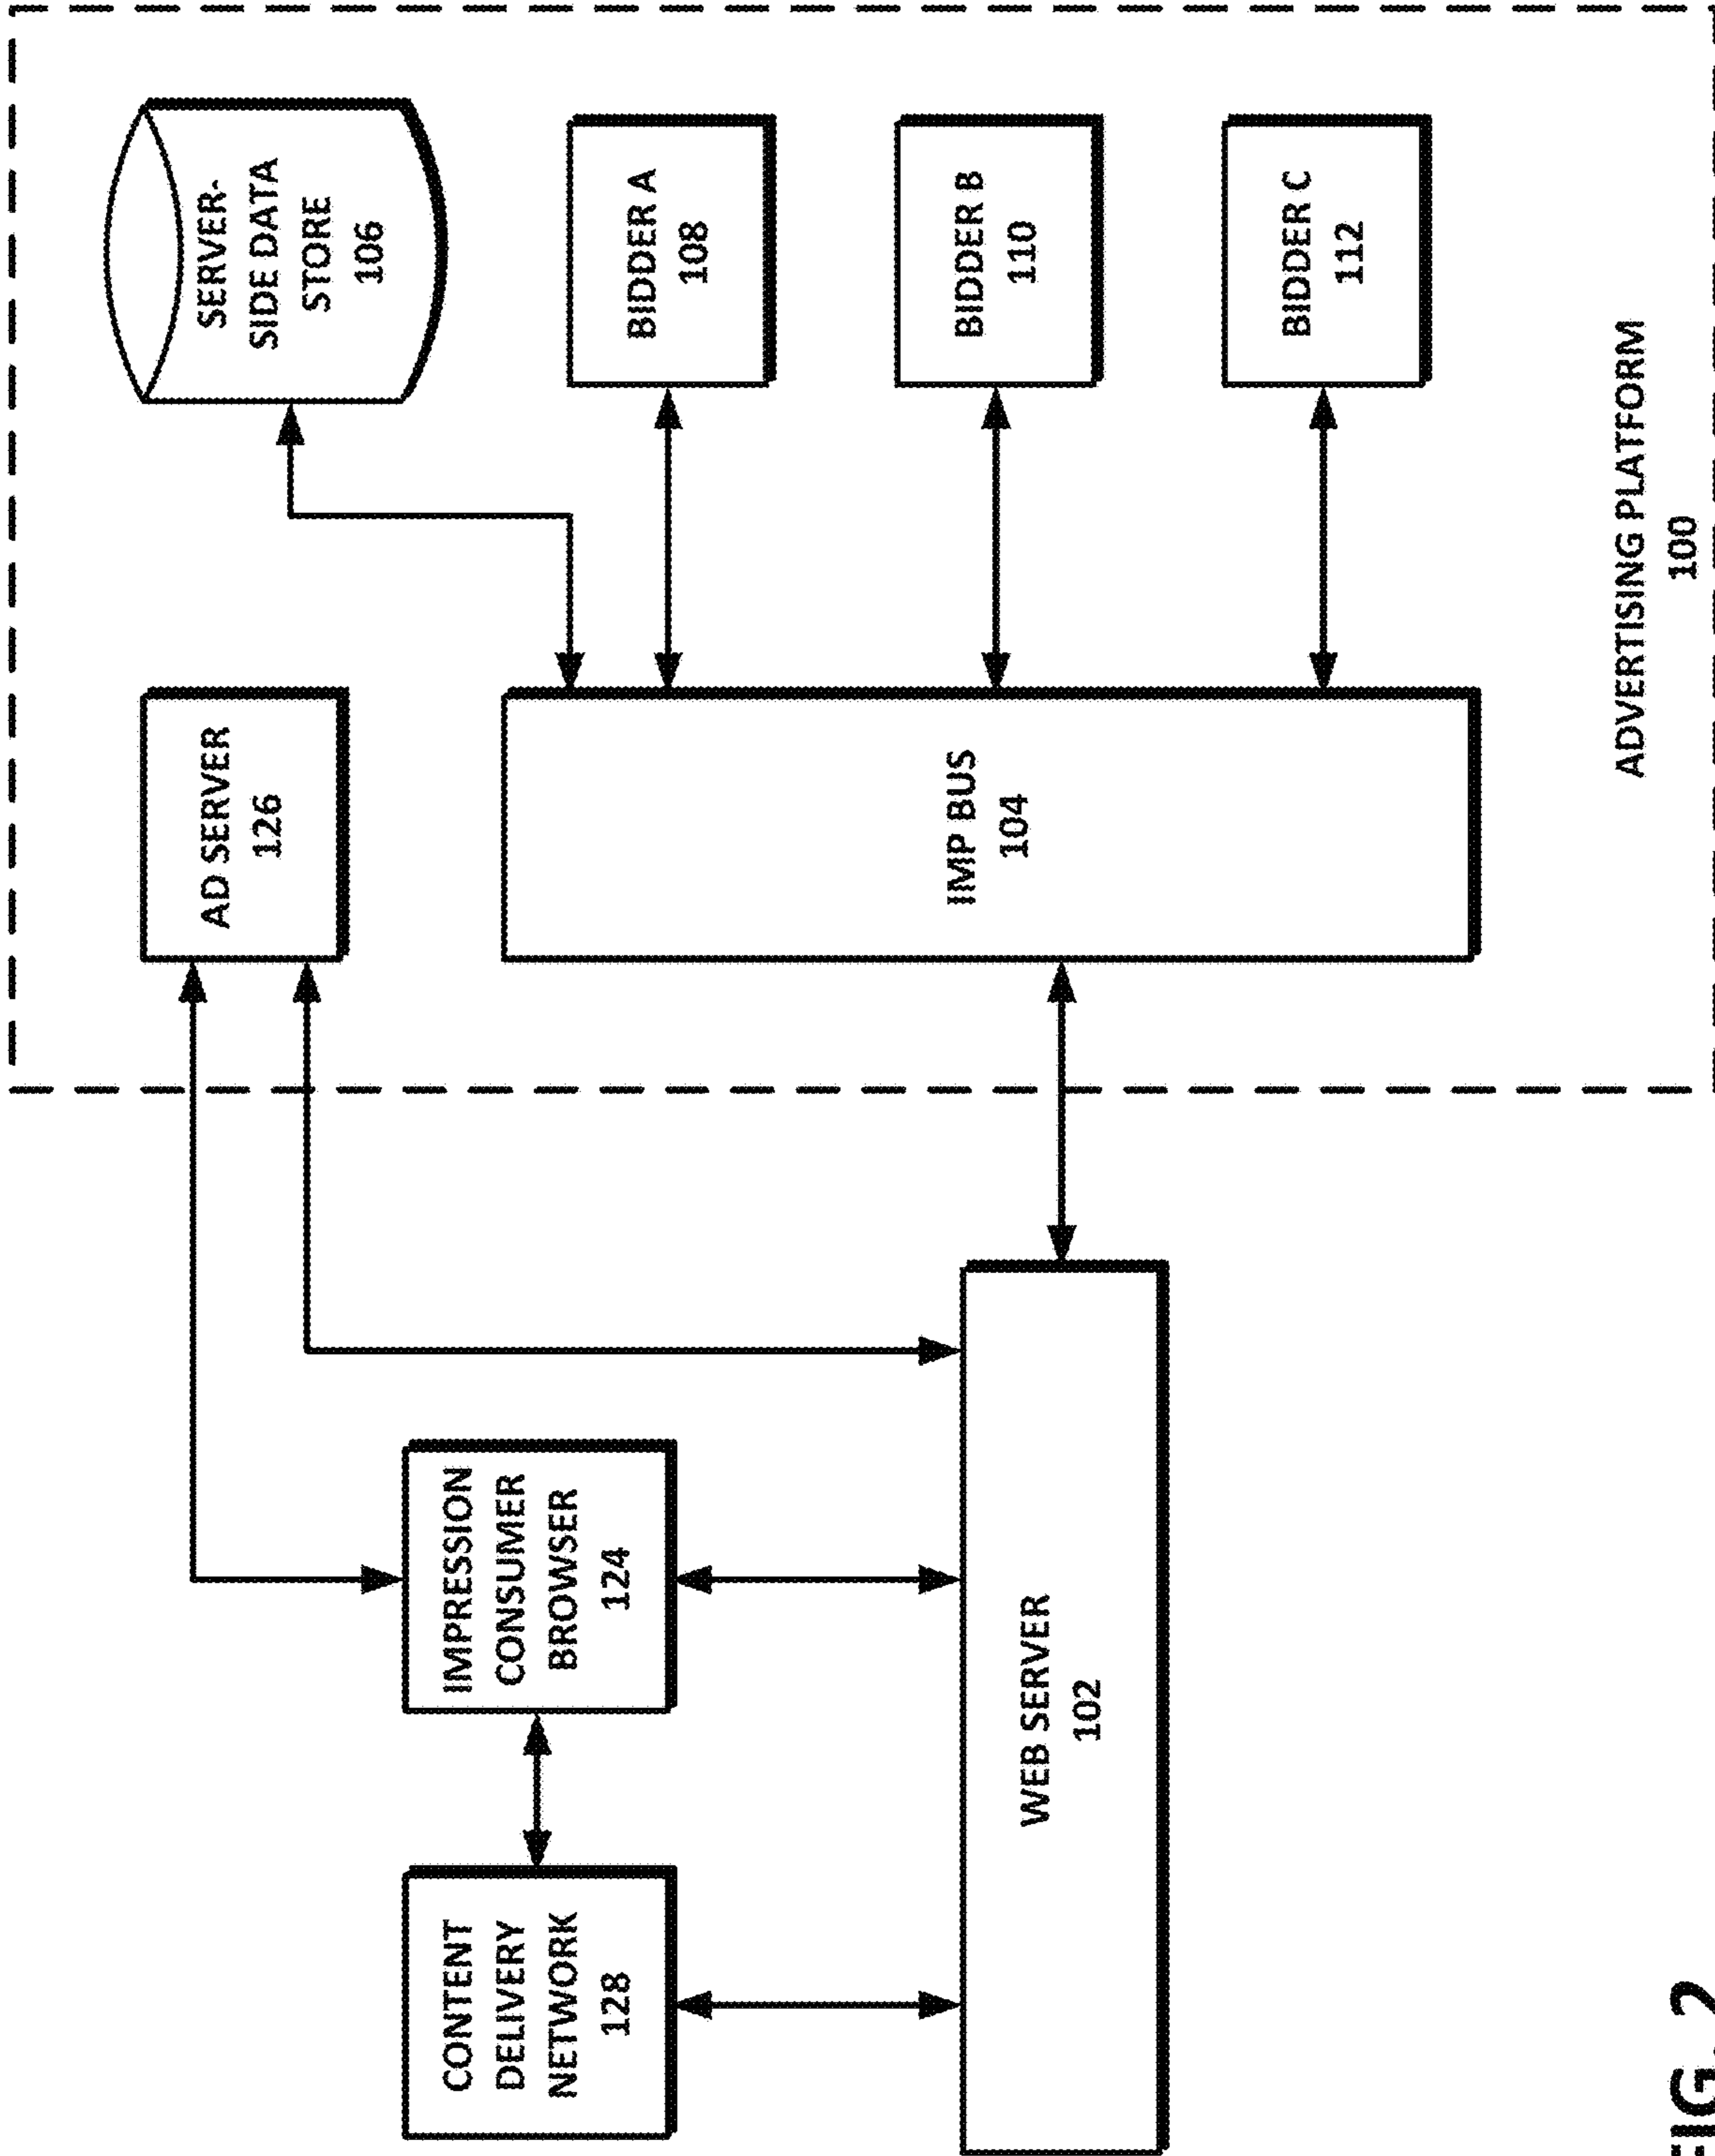 CONTENT
DELIVERY
NETWORK
128
IMPRESSION
CONSUMER
BROWSER
124
WEB SERVER
102
AD SERVER
126
IMP BUS
104
SERVER-
SIDE DATA
STORE
106
BIDDER A
108
BIDDER B
110
BIDDER C
112
ADVERTISING PLATFORM
100
FIG. 2